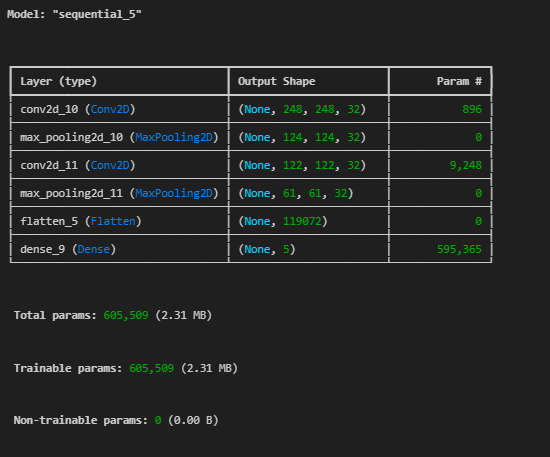 Model: "sequential_5"
Layer (type) Output Shape Param #
conv2d_10 (Conv2D) (None, 248, 248, 32) 896
max_pooling2d_10 (MaxPooling2D) (None, 124, 124, 32) 0
conv2d_11 (Conv2D) (None, 122, 122, 32) 9,248
max_pooling2d_11 (MaxPooling2D) (None, 61, 61, 32) 0
flatten_5 (Flatten) (None, 119072) 0
dense_9 (Dense) (None, 5) 595,365
Total params: 605,509 (2.31 MB)
Trainable params: 605,509 (2.31 MB)
Non-trainable params: 0 (0.00 B)